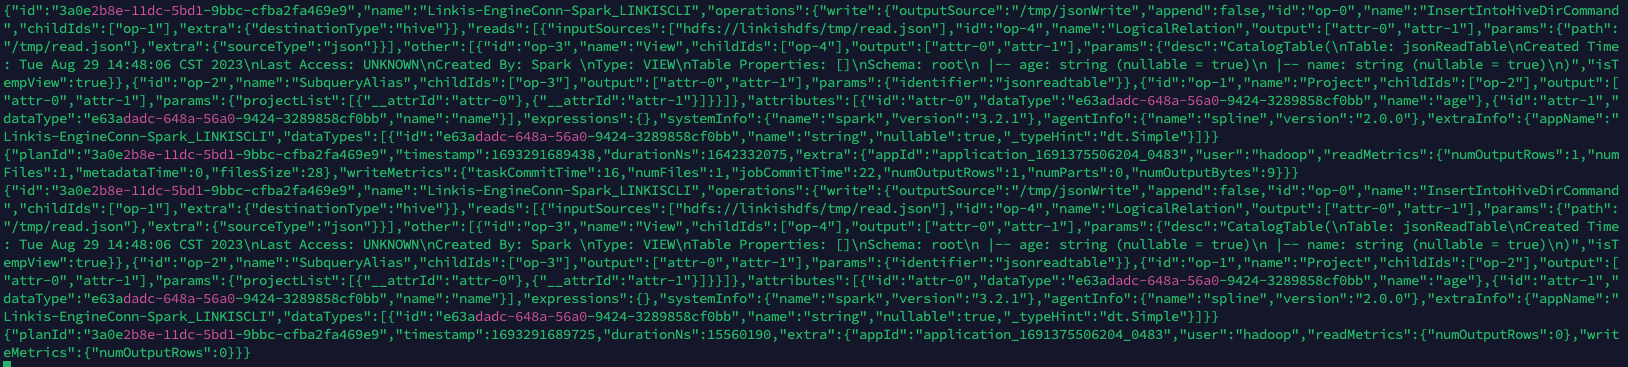 {"id":"3a0e2b8e-11dc-5bd1-9bbc-cfba2fa469e9","name":"Linkis-EngineConn-Spark_LINKISCLI","operations":{"write":{"outputSource":"/tmp/jsonWrite","append":false,"id":"op-0","name":"InsertIntoHiveDirCommand
","childIds":["op-1"],"extra":{"destinationType":"hive"}},"reads":[{"inputSources":["hdfs://linkishdfs/tmp/read.json"],"id":"op-4","name":"LogicalRelation","output":["attr-0","attr-1"],"params":{"path":
"/tmp/read.json"},"extra":{"sourceType":"json"}}],"other":[{"id":"op-3","name":"View","childIds":["op-4"],"output":["attr-0","attr-1"],"params":{"desc":"CatalogTable(\nTable: jsonReadTable\nCreated Time
: Tue Aug 29 14:48:06 CST 2023\nLast Access: UNKNOWN\nCreated By: Spark \nType: VIEW\nTable Properties: []\nSchema: root\n |-- age: string (nullable = true)\n |-- name: string (nullable = true)\n)","isT
empView":true}},{"id":"op-2","name":"SubqueryAlias","childIds":["op-3"],"output":["attr-0","attr-1"],"params":{"identifier":"jsonreadtable"}},{"id":"op-1","name":"Project","childIds":["op-2"],"output":[
"attr-0","attr-1"],"params":{"projectList":[{"__attrId":"attr-0"},{"__attrId":"attr-1"}]}}]},"attributes":[{"id":"attr-0","dataType":"e63adadc-648a-56a0-9424-3289858cf0bb","name":"age"},{"id":"attr-1","
dataType":"e63adadc-648a-56a0-9424-3289858cf0bb","name":"name"}],"expressions":{},"systemInfo":{"name":"spark","version":"3.2.1"},"agentInfo":{"name":"spline","version":"2.0.0"},"extraInfo":{"appName":"
Linkis-EngineConn-Spark_LINKISCLI","dataTypes":[{"id":"e63adadc-648a-56a0-9424-3289858cf0bb","name":"string","nullable":true,"_typeHint":"dt.Simple"}]}}
{"planId":"3a0e2b8e-11dc-5bd1-9bbc-cfba2fa469e9","timestamp":1693291689438,"durationNs":1642332075,"extra":{"appId":"application_1691375506204_0483","user":"hadoop","readMetrics":{"numOutputRows":1,"num
Files":1,"metadataTime":0,"filesSize":28},"writeMetrics":{"taskCommitTime":16,"numFiles":1,"jobCommitTime":22,"numOutputRows":1,"numParts":0,"numOutputBytes":9}}}
{"id":"3a0e2b8e-11dc-5bd1-9bbc-cfba2fa469e9","name":"Linkis-EngineConn-Spark_LINKISCLI","operations":{"write":{"outputSource":"/tmp/jsonWrite","append":false,"id":"op-0","name":"InsertIntoHiveDirCommand
","childIds":["op-1"],"extra":{"destinationType":"hive"}},"reads":[{"inputSources":["hdfs://linkishdfs/tmp/read.json"],"id":"op-4","name":"LogicalRelation","output":["attr-0","attr-1"],"params":{"path":
"/tmp/read.json"},"extra":{"sourceType":"json"}}],"other":[{"id":"op-3","name":"View","childIds":["op-4"],"output":["attr-0","attr-1"],"params":{"desc":"CatalogTable(\nTable: jsonReadTable\nCreated Time
: Tue Aug 29 14:48:06 CST 2023\nLast Access: UNKNOWN\nCreated By: Spark \nType: VIEW\nTable Properties: []\nSchema: root\n |-- age: string (nullable = true)\n |-- name: string (nullable = true)\n)","isT
empView":true}},{"id":"op-2","name":"SubqueryAlias","childIds":["op-3"],"output":["attr-0","attr-1"],"params":{"identifier":"jsonreadtable"}},{"id":"op-1","name":"Project","childIds":["op-2"],"output":[
"attr-0","attr-1"],"params":{"projectList":[{"__attrId":"attr-0"},{"__attrId":"attr-1"}]}}]},"attributes":[{"id":"attr-0","dataType":"e63adadc-648a-56a0-9424-3289858cf0bb","name":"age"},{"id":"attr-1","
dataType":"e63adadc-648a-56a0-9424-3289858cf0bb","name":"name"}],"expressions":{},"systemInfo":{"name":"spark","version":"3.2.1"},"agentInfo":{"name":"spline","version":"2.0.0"},"extraInfo":{"appName":"
Linkis-EngineConn-Spark_LINKISCLI","dataTypes":[{"id":"e63adadc-648a-56a0-9424-3289858cf0bb","name":"string","nullable":true,"_typeHint":"dt.Simple"}]}}
{"planId":"3a0e2b8e-11dc-5bd1-9bbc-cfba2fa469e9","timestamp":1693291689725,"durationNs":15560190,"extra":{"appId":"application_1691375506204_0483","user":"hadoop","readMetrics":{"numOutputRows":0},"writ
eMetrics":{"numOutputRows":0}}}